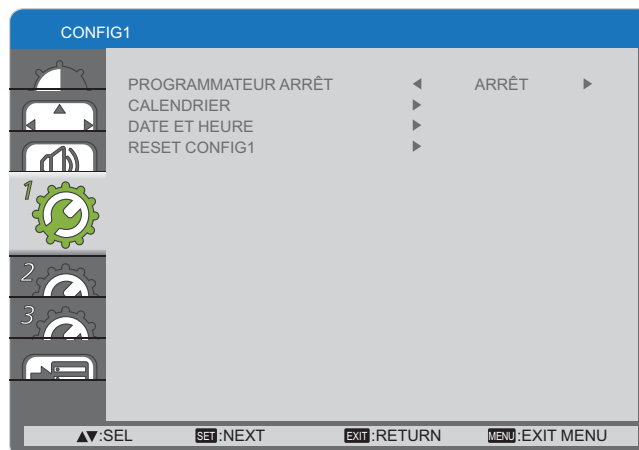 CONFIG1
PROGRAMMATEUR ARRÊT ◀ ARRÊT ▶
CALENDRIER ▶
DATE ET HEURE ▶
RESET CONFIG1 ▶
1
2
3
▲▼:SEL SET:NEXT EXIT:RETURN MENU:EXIT MENU